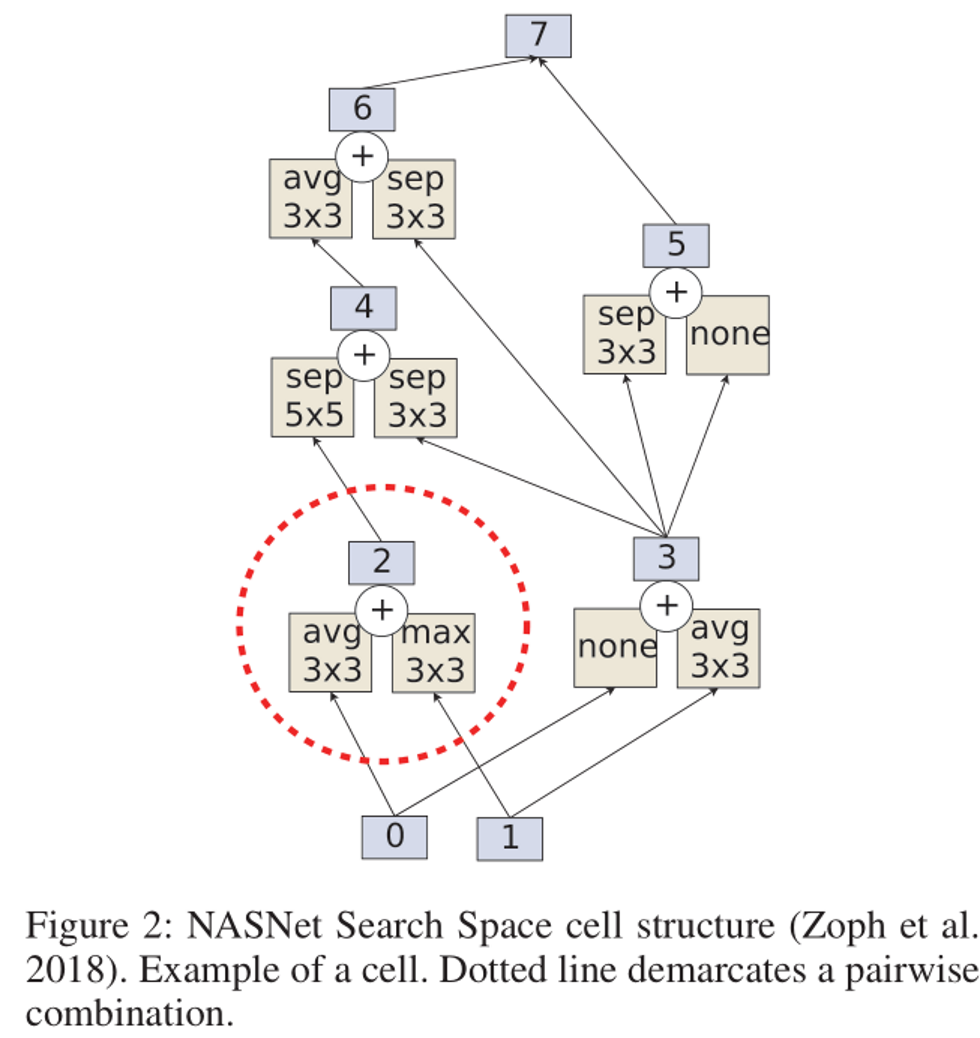 7
6
+
avg sep
3x3 3x3
5
+
sep none
3x3
4
+
sep sep
5x5 3x3
2
+
avg max
3x3 3x3
3
+
none avg
3x3
0 1
Figure 2: NASNet Search Space cell structure (Zoph et al.
2018). Example of a cell. Dotted line demarcates a pairwise
combination.